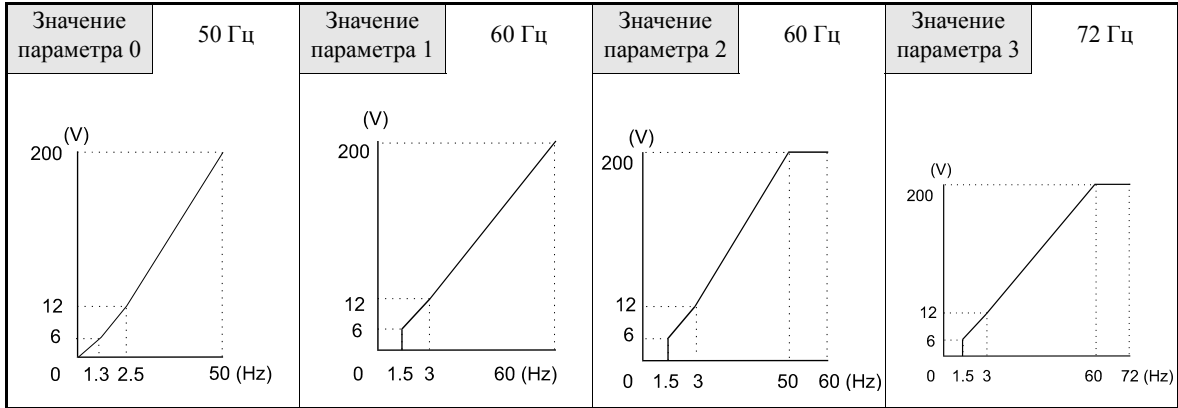 Значение
параметра 0
50 Гц
(V)
200
12
6
0 1.3 2.5 50 (Hz)
Значение
параметра 1
60 Гц
(V)
200
12
6
0 1.5 3 60 (Hz)
Значение
параметра 2
60 Гц
(V)
200
12
6
0 1.5 3 50 60 (Hz)
Значение
параметра 3
72 Гц
(V)
200
12
6
0 1.5 3 60 72 (Hz)